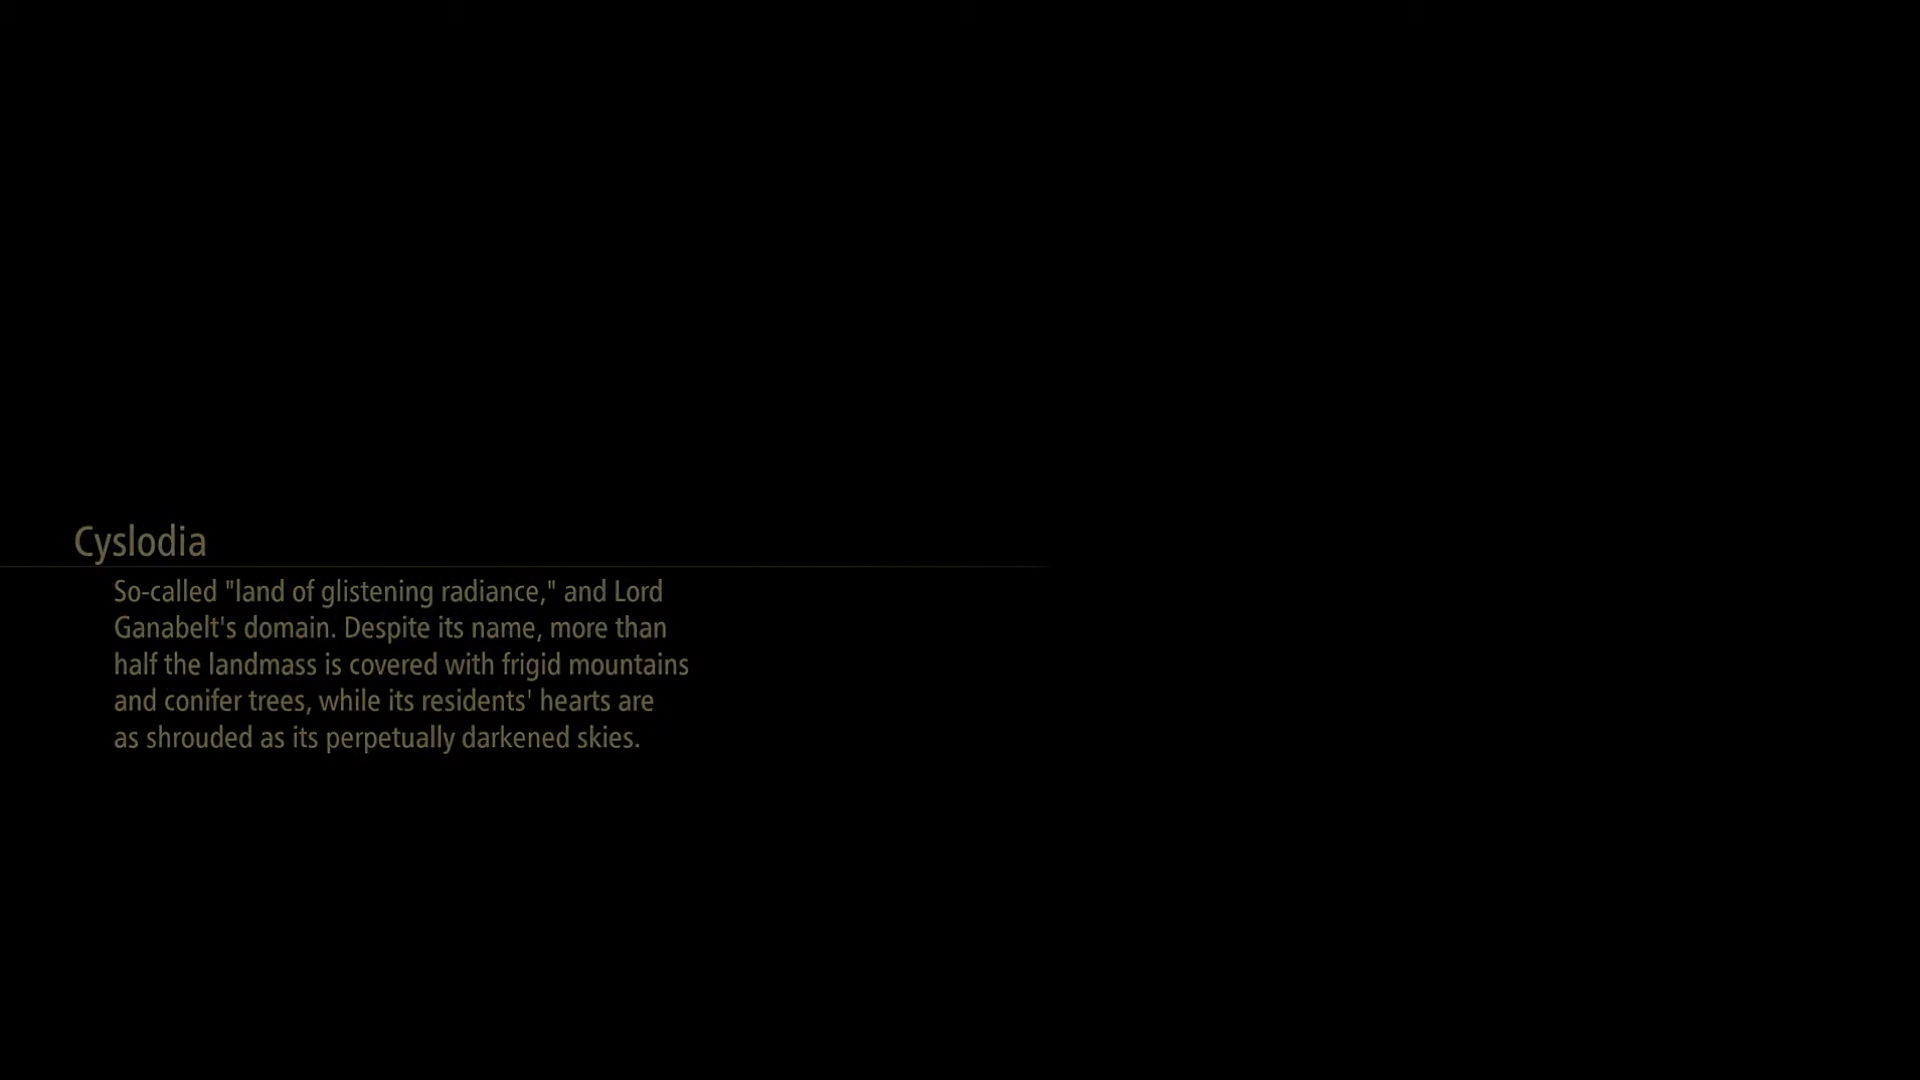 Cyslodia
So-called "land of glistening radiance," and Lord
Ganabelt's domain. Despite its name, more than
half the landmass is covered with frigid mountains
and conifer trees, while its residents' hearts are
as shrouded as its perpetually darkened skies.